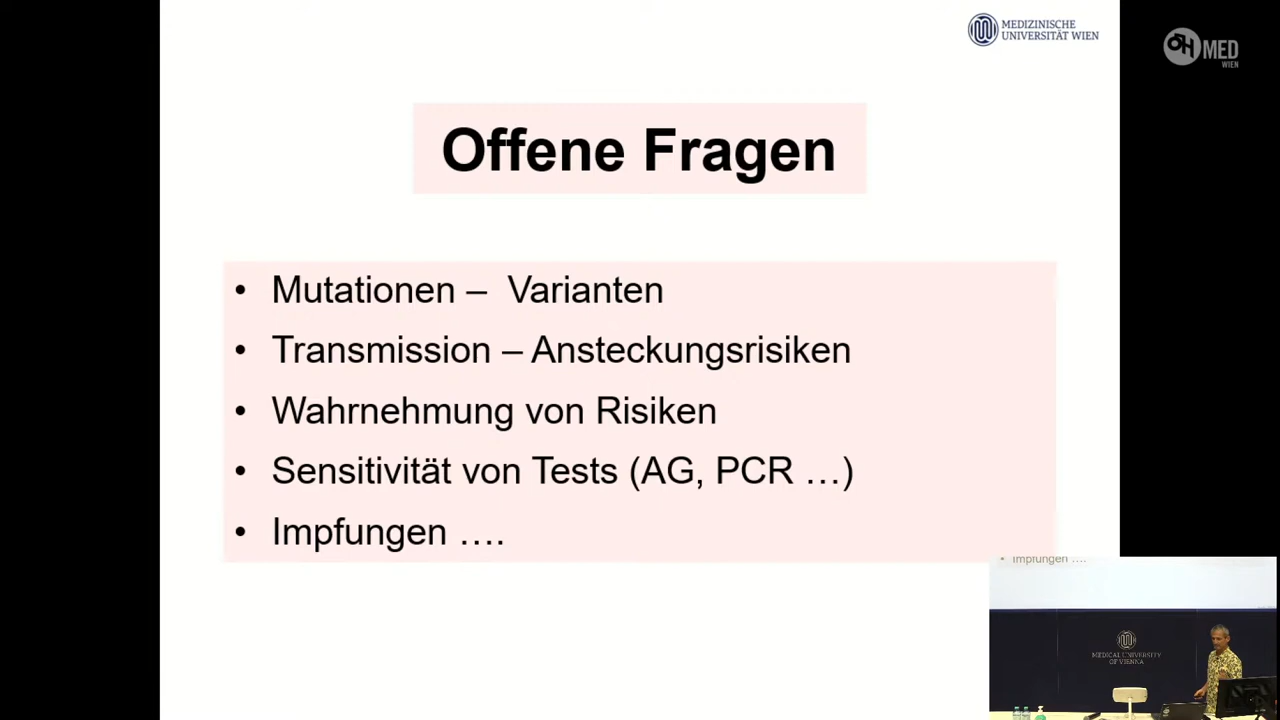 MEDIZINISCHE
UNIVERSITÄT WIEN
ÖH MED
WIEN
Offene Fragen
• Mutationen – Varianten
• Transmission – Ansteckungsrisiken
• Wahrnehmung von Risiken
• Sensitivität von Tests (AG, PCR …)
• Impfungen ….
• Impfungen ….
MEDICAL UNIVERSITY
OF VIENNA